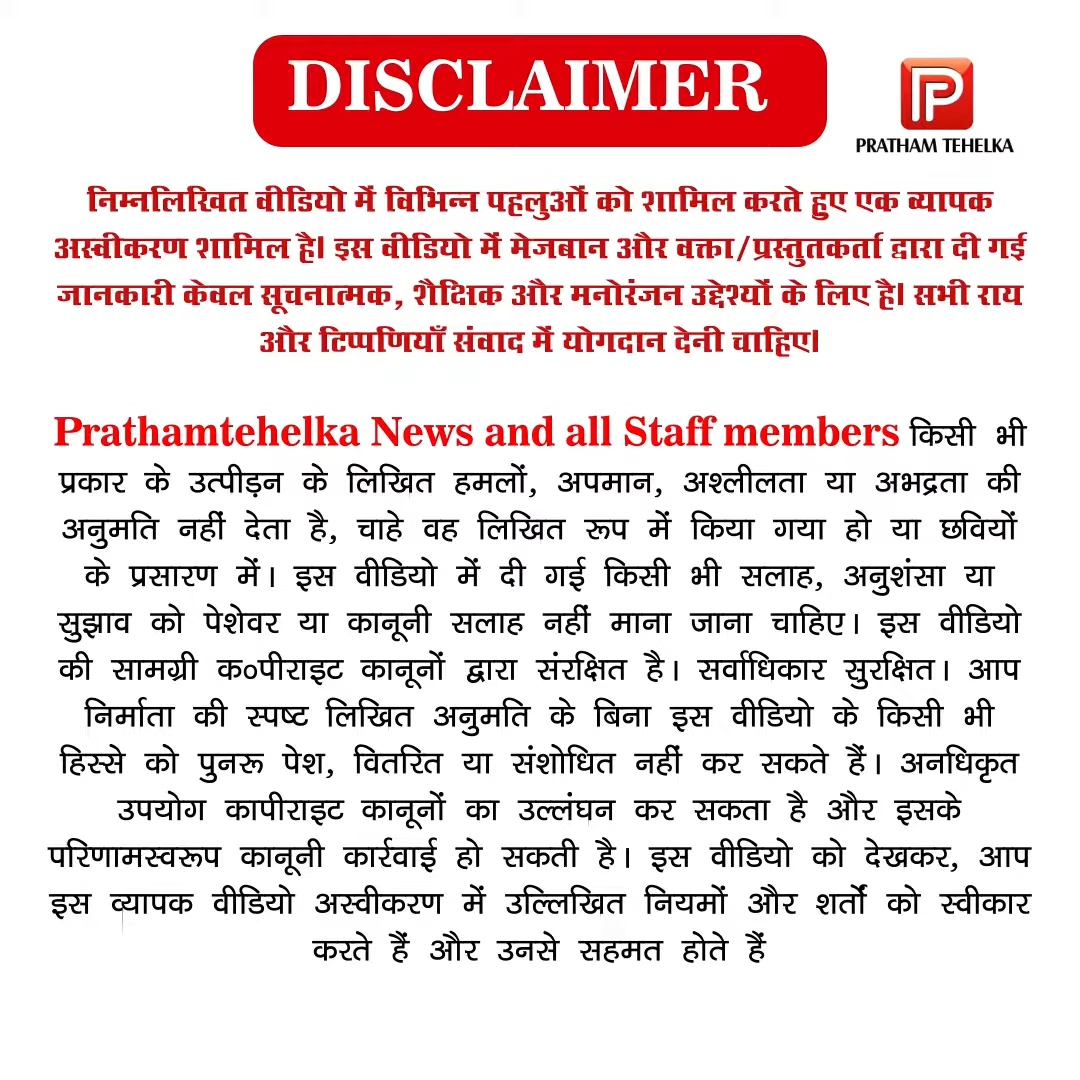 DISCLAIMER
PRATHAM TEHELKA
निम्नलिखित वीडियो में विभिन्न पहलुओं को शामिल करते हुए एक व्यापक
अस्वीकरण शामिल है। इस वीडियो में मेजबान और वक्ता/प्रस्तुतकर्ता द्वारा दी गई
जानकारी केवल सूचनात्मक, शैक्षिक और मनोरंजन उद्देश्यों के लिए है। सभी राय
और टिप्पणियाँ संवाद में योगदान देनी चाहिए।
Prathamtehelka News and all Staff members किसी भी
प्रकार के उत्पीड़न के लिखित हमलों, अपमान, अश्लीलता या अभद्रता की
अनुमति नहीं देता है, चाहे वह लिखित रूप में किया गया हो या छवियों
के प्रसारण में। इस वीडियो में दी गई किसी भी सलाह, अनुशंसा या
सुझाव को पेशेवर या कानूनी सलाह नहीं माना जाना चाहिए। इस वीडियो
की सामग्री क०पीराइट कानूनों द्वारा संरक्षित है। सर्वाधिकार सुरक्षित। आप
निर्माता की स्पष्ट लिखित अनुमति के बिना इस वीडियो के किसी भी
हिस्से को पुनरू पेश, वितरित या संशोधित नहीं कर सकते हैं। अनधिकृत
उपयोग कापीराइट कानूनों का उल्लंघन कर सकता है और इसके
परिणामस्वरूप कानूनी कार्रवाई हो सकती है। इस वीडियो को देखकर, आप
इस व्यापक वीडियो अस्वीकरण में उल्लिखित नियमों और शर्तों को स्वीकार
करते हैं और उनसे सहमत होते हैं